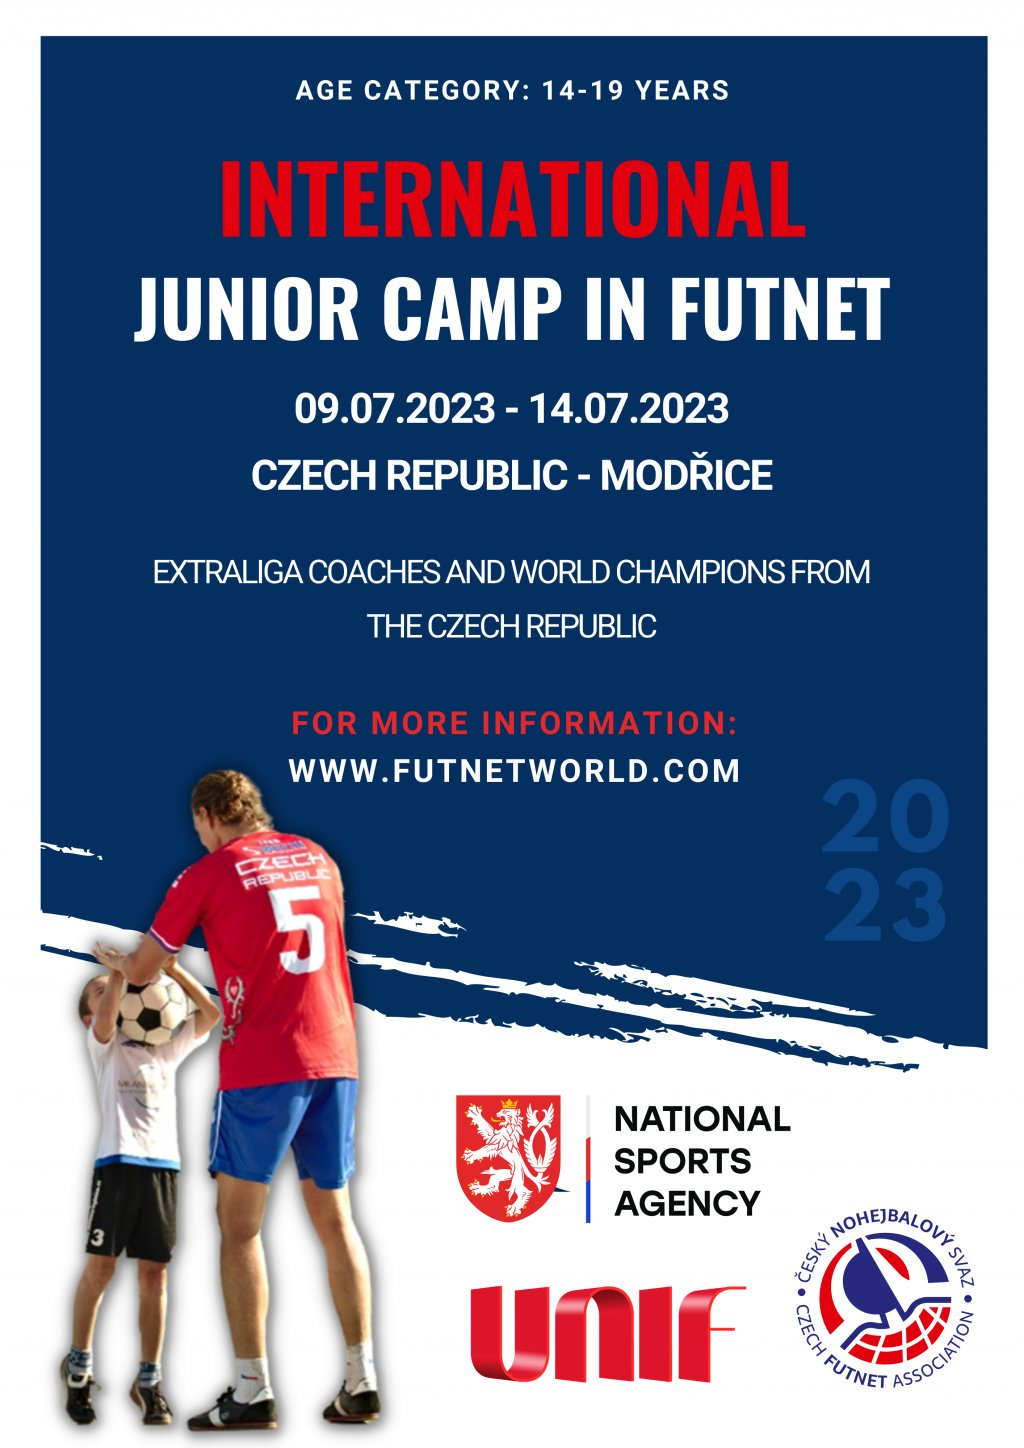 AGE CATEGORY: 14-19 YEARS
INTERNATIONAL
JUNIOR CAMP IN FUTNET
09.07.2023 - 14.07.2023
CZECH REPUBLIC - MODŘICE
EXTRALIGA COACHES AND WORLD CHAMPIONS FROM
THE CZECH REPUBLIC
FOR MORE INFORMATION:
WWW.FUTNETWORLD.COM
20
23
CZECH
REPUBLIC
5
3
NATIONAL
SPORTS
AGENCY
UNIF
ČESKÝ NOHEJBALOVÝ SVAZ
CZECH FUTNET ASSOCIATION